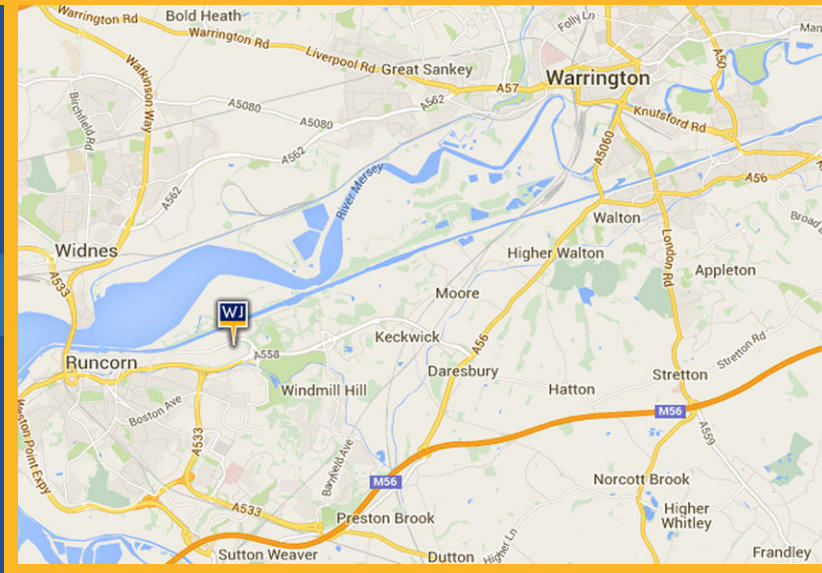 Warrington Rd
Bold Heath
Folly Ln
Warrington Rd
Liverpool Rd
Great Sankey
A50
Watkinson Way
A57
Warrington
A562
Birchfield Rd
A5080
A5080
Knutsford Rd
A562
A5060
A562
River Mersey
A56
Walton
Widnes
Higher Walton
London Rd
Appleton
A533
Moore
WJ
Keckwick
A56
Stretton Rd
Runcorn
A558
Daresbury
Stretton
Windmill Hill
Hatton
Boston Ave
M56
Weston Point Expy
A533
A559
Barnfield Ave
M56
Norcott Brook
A533
Preston Brook
Higher
Whitley
Higher Ln
Sutton Weaver
Dutton
Frandley